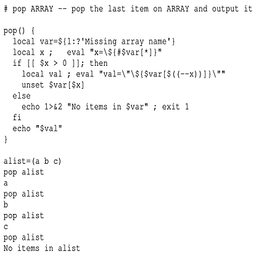 # pop ARRAY -- pop the last item on ARRAY and output it

pop() {
  local var=${1:?'Missing array name'}
  local x ;   eval "x=\${#$var[*]}"
  if [[ $x > 0 ]]; then
    local val ; eval "val=\"\${$var[$((--x))]}\""
    unset $var[$x]
  else
    echo 1>&2 "No items in $var" ; exit 1
  fi
  echo "$val"
}

alist=(a b c)
pop alist
a
pop alist
b
pop alist
c
pop alist
No items in alist